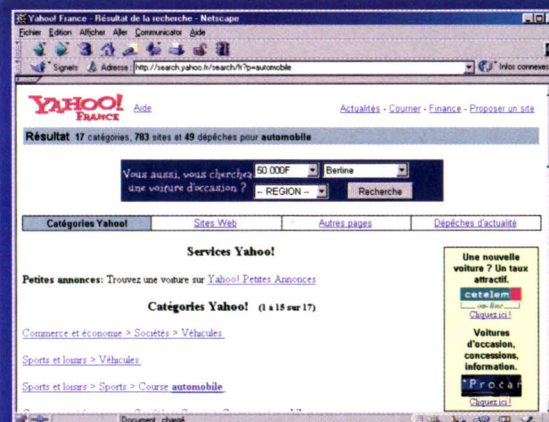 Yahoo! France - Résultat de la recherche - Netscape
Fichier Edition Afficher Aller Communicator Aide
Signets Adresse http://search.yahoo.fr/search/fr?p=automobile Infos connexes
YAHOO! FRANCE Aide Actualités - Courrier - Finance - Proposer un site
Résultat 17 catégories, 783 sites et 49 dépêches pour automobile
Vous aussi, vous cherchez 50.000F Berline
une voiture d'occasion ? -- REGION -- Recherche
Catégories Yahoo! Sites Web Autres pages Dépêches d'actualité
Services Yahoo!
Petites annonces: Trouvez une voiture sur Yahoo! Petites Annonces
Catégories Yahoo! (1 à 15 sur 17)
Commerce et économie > Sociétés > Véhicules
Sports et loisirs > Véhicules
Sports et loisirs > Sports > Course automobile
Une nouvelle
voiture ? Un taux
attractif.
cetelem
on-line
Cliquez ici !
Voitures
d'occasion,
concessions,
information.
Procar
Cliquez ici !
Document : chargé